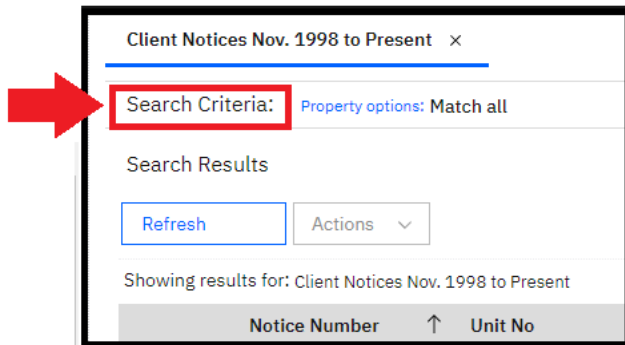 Client Notices Nov. 1998 to Present ×
Search Criteria: Property options: Match all
Search Results
Refresh Actions
Showing results for: Client Notices Nov. 1998 to Present
Notice Number ↑ Unit No